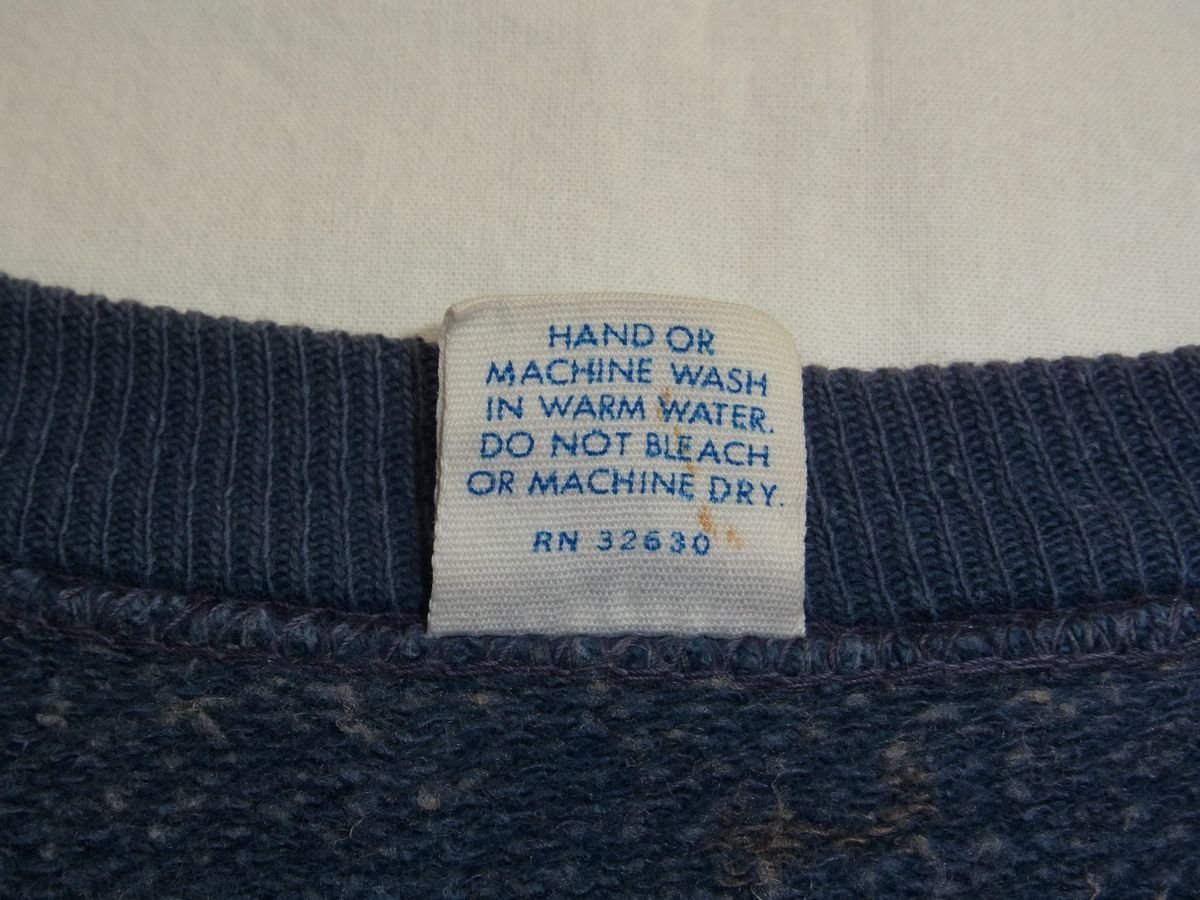 HAND OR
MACHINE WASH
IN WARM WATER.
DO NOT BLEACH
OR MACHINE DRY.
RN 32630